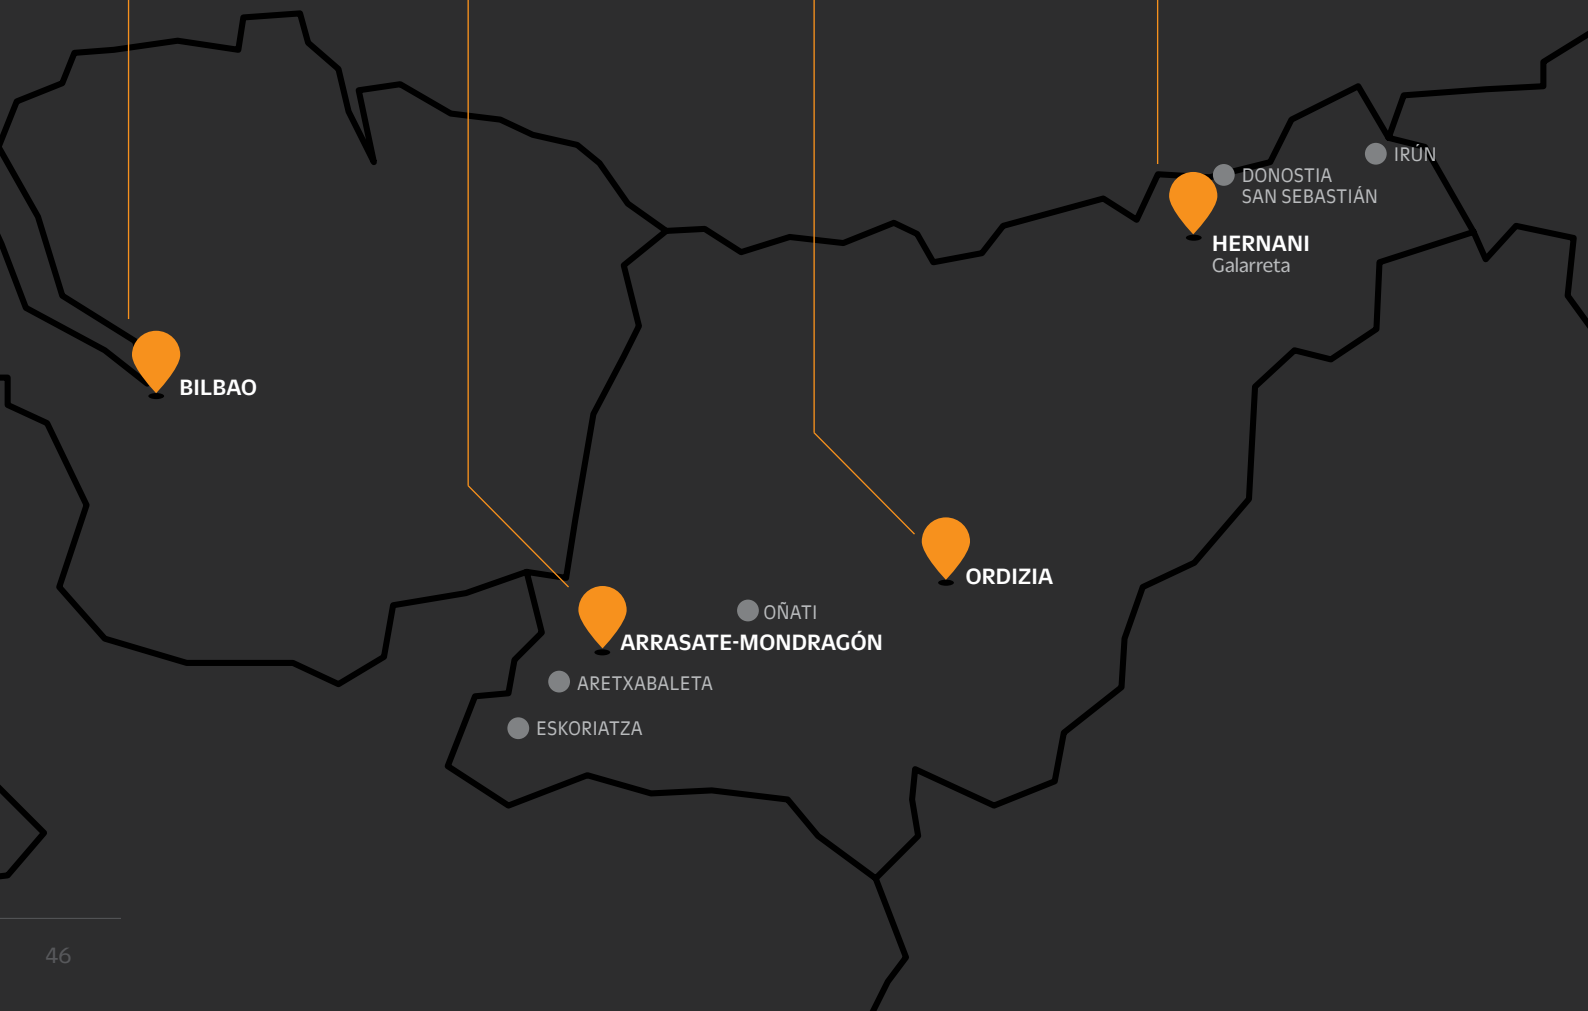 IRÚN
DONOSTIA
SAN SEBASTIÁN
HERNANI
Galarreta
BILBAO
ORDIZIA
OÑATI
ARRASATE-MONDRAGÓN
ARETXABALETA
ESKORIATZA
46